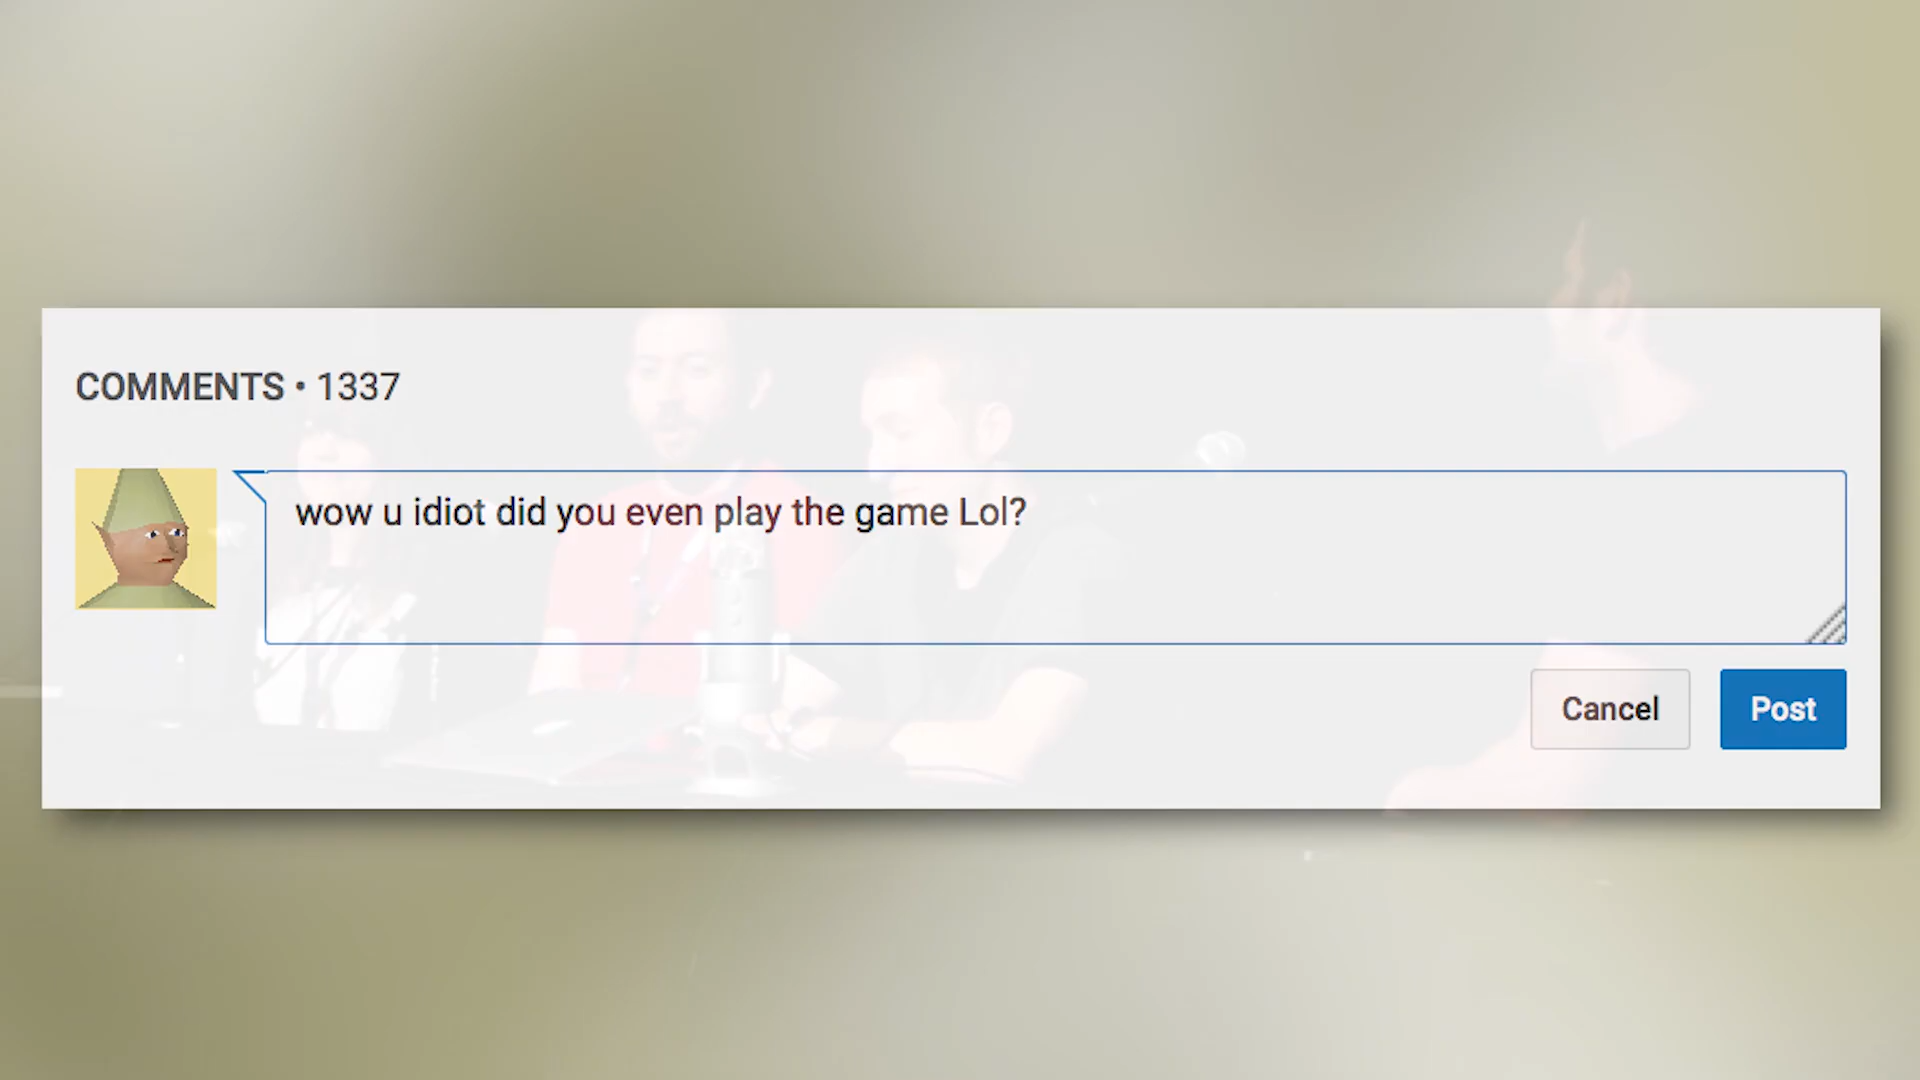 COMMENTS • 1337
wow u idiot did you even play the game Lol?
Cancel
Post